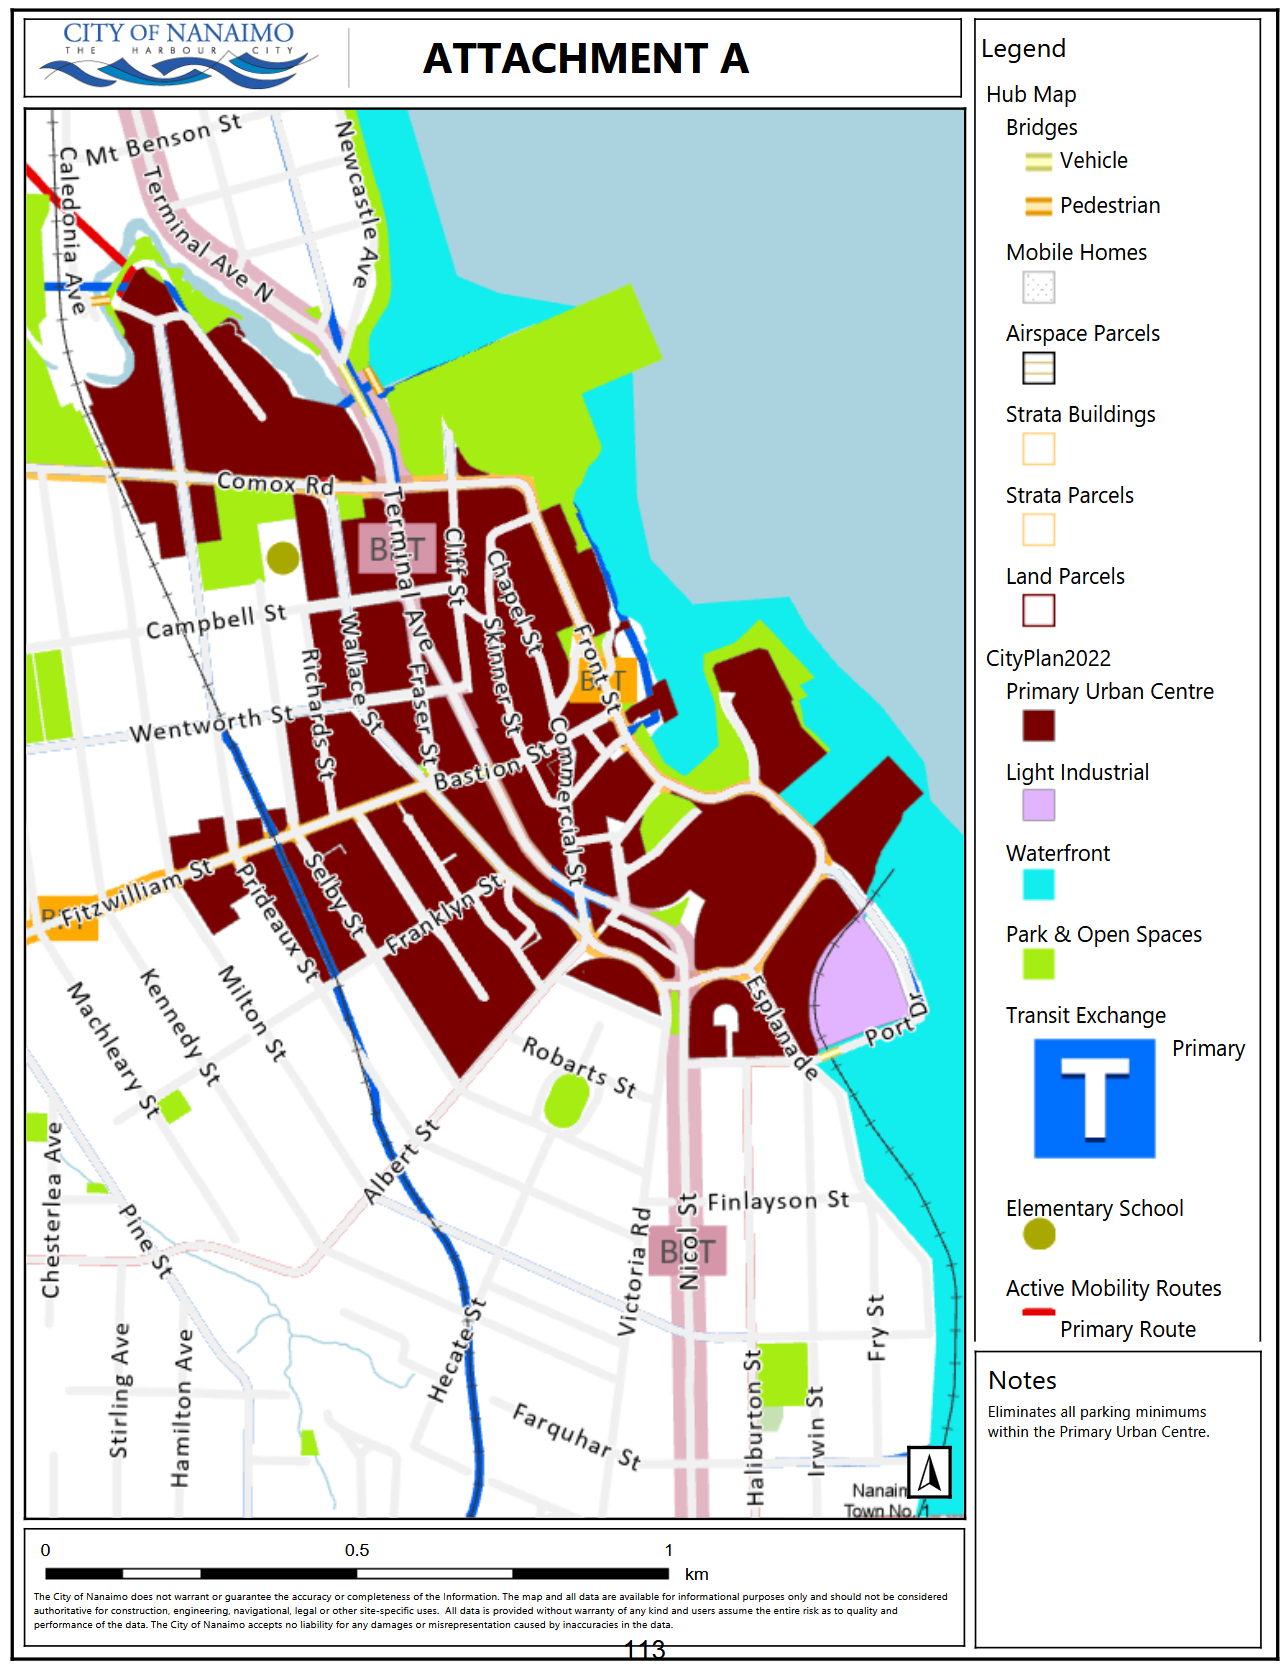 CITY OF NANAIMO
THE HARBOUR CITY
ATTACHMENT A
Legend
Hub Map
Bridges
Vehicle
Pedestrian
Mobile Homes
Airspace Parcels
Strata Buildings
Strata Parcels
Land Parcels
CityPlan2022
Primary Urban Centre
Light Industrial
Waterfront
Park & Open Spaces
Transit Exchange
T
Primary
Elementary School
Active Mobility Routes
Primary Route
Notes
Eliminates all parking minimums
within the Primary Urban Centre.
Mt Benson St
Caledonia Ave
Terminal Ave N
Newcastle Ave
Comox Rd
Terminal Ave
Cliff St
Chapel St
Skinner St
Front St
Campbell St
Wallace St
Richards St
Fraser St
Wentworth St
Bastion St
Commercial St
Fitzwilliam St
Prideaux St
Selby St
Franklyn St
Machleary St
Kennedy St
Milton St
Esplanade
Port Dr
Robarts St
Albert St
Chesterlea Ave
Pine St
Finlayson St
Victoria Rd
Nicol St
Hecate St
Fry St
Stirling Ave
Hamilton Ave
Farquhar St
Haliburton St
Irwin St
Town No. 1
0 0.5 1
km
The City of Nanaimo does not warrant or guarantee the accuracy or completeness of the Information. The map and all data are available for informational purposes only and should not be considered
authoritative for construction, engineering, navigational, legal or other site-specific uses. All data is provided without warranty of any kind and users assume the entire risk as to quality and
performance of the data. The City of Nanaimo accepts no liability for any damages or misrepresentation caused by inaccuracies in the data.
113